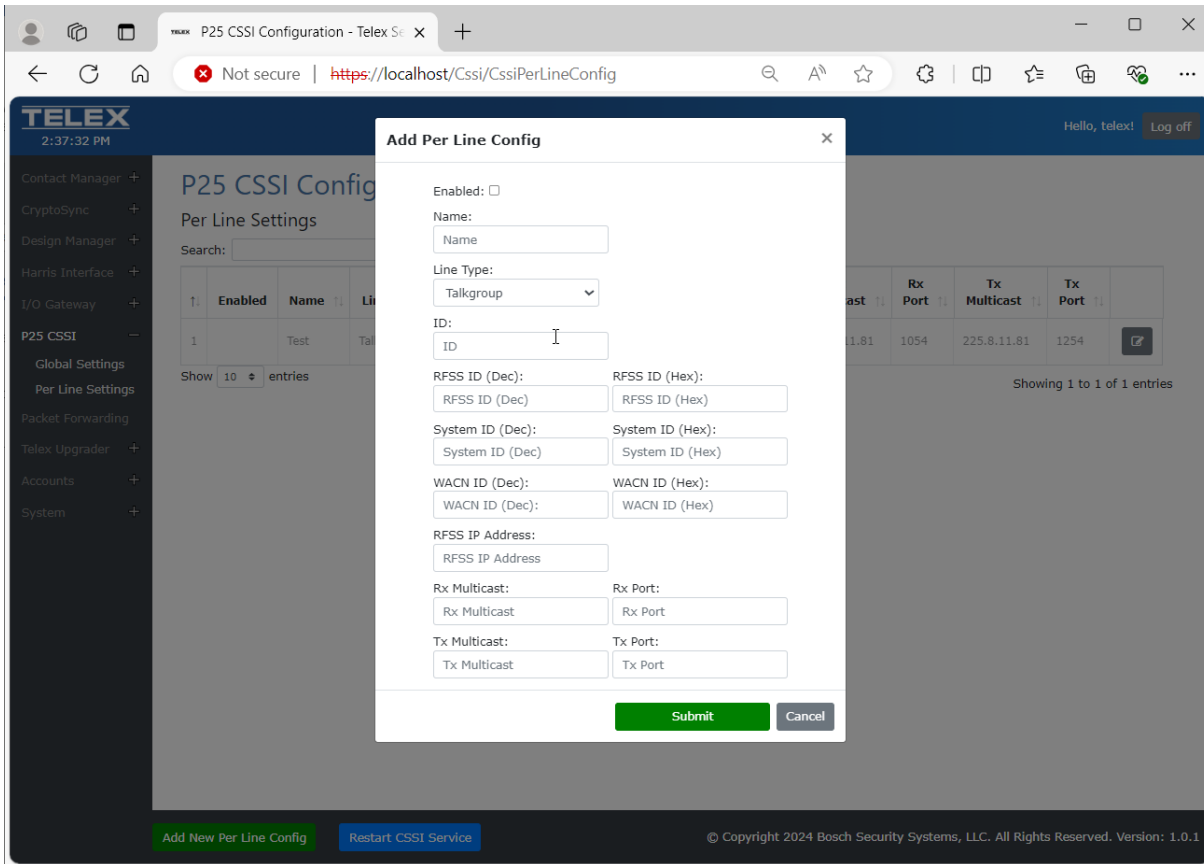 TELEX P25 CSSI Configuration - Telex Se
Not secure | https://localhost/Cssi/CssiPerLineConfig
TELEX
2:37:32 PM
Hello, telex! Log off
Contact Manager +
CryptoSync +
Design Manager +
Harris Interface +
I/O Gateway +
P25 CSSI −
Global Settings
Per Line Settings
Packet Forwarding
Telex Upgrader +
Accounts +
System +
P25 CSSI Config
Per Line Settings
Search:
Enabled Name Li ast Rx Port Tx Multicast Tx Port
1 Test Tal 11.81 1054 225.8.11.81 1254
Show 10 entries
Showing 1 to 1 of 1 entries
Add Per Line Config ×
Enabled:
Name:
Name
Line Type:
Talkgroup
ID:
ID
RFSS ID (Dec): RFSS ID (Hex):
RFSS ID (Dec) RFSS ID (Hex)
System ID (Dec): System ID (Hex):
System ID (Dec) System ID (Hex)
WACN ID (Dec): WACN ID (Hex):
WACN ID (Dec): WACN ID (Hex)
RFSS IP Address:
RFSS IP Address
Rx Multicast: Rx Port:
Rx Multicast Rx Port
Tx Multicast: Tx Port:
Tx Multicast Tx Port
Submit Cancel
Add New Per Line Config Restart CSSI Service
© Copyright 2024 Bosch Security Systems, LLC. All Rights Reserved. Version: 1.0.1